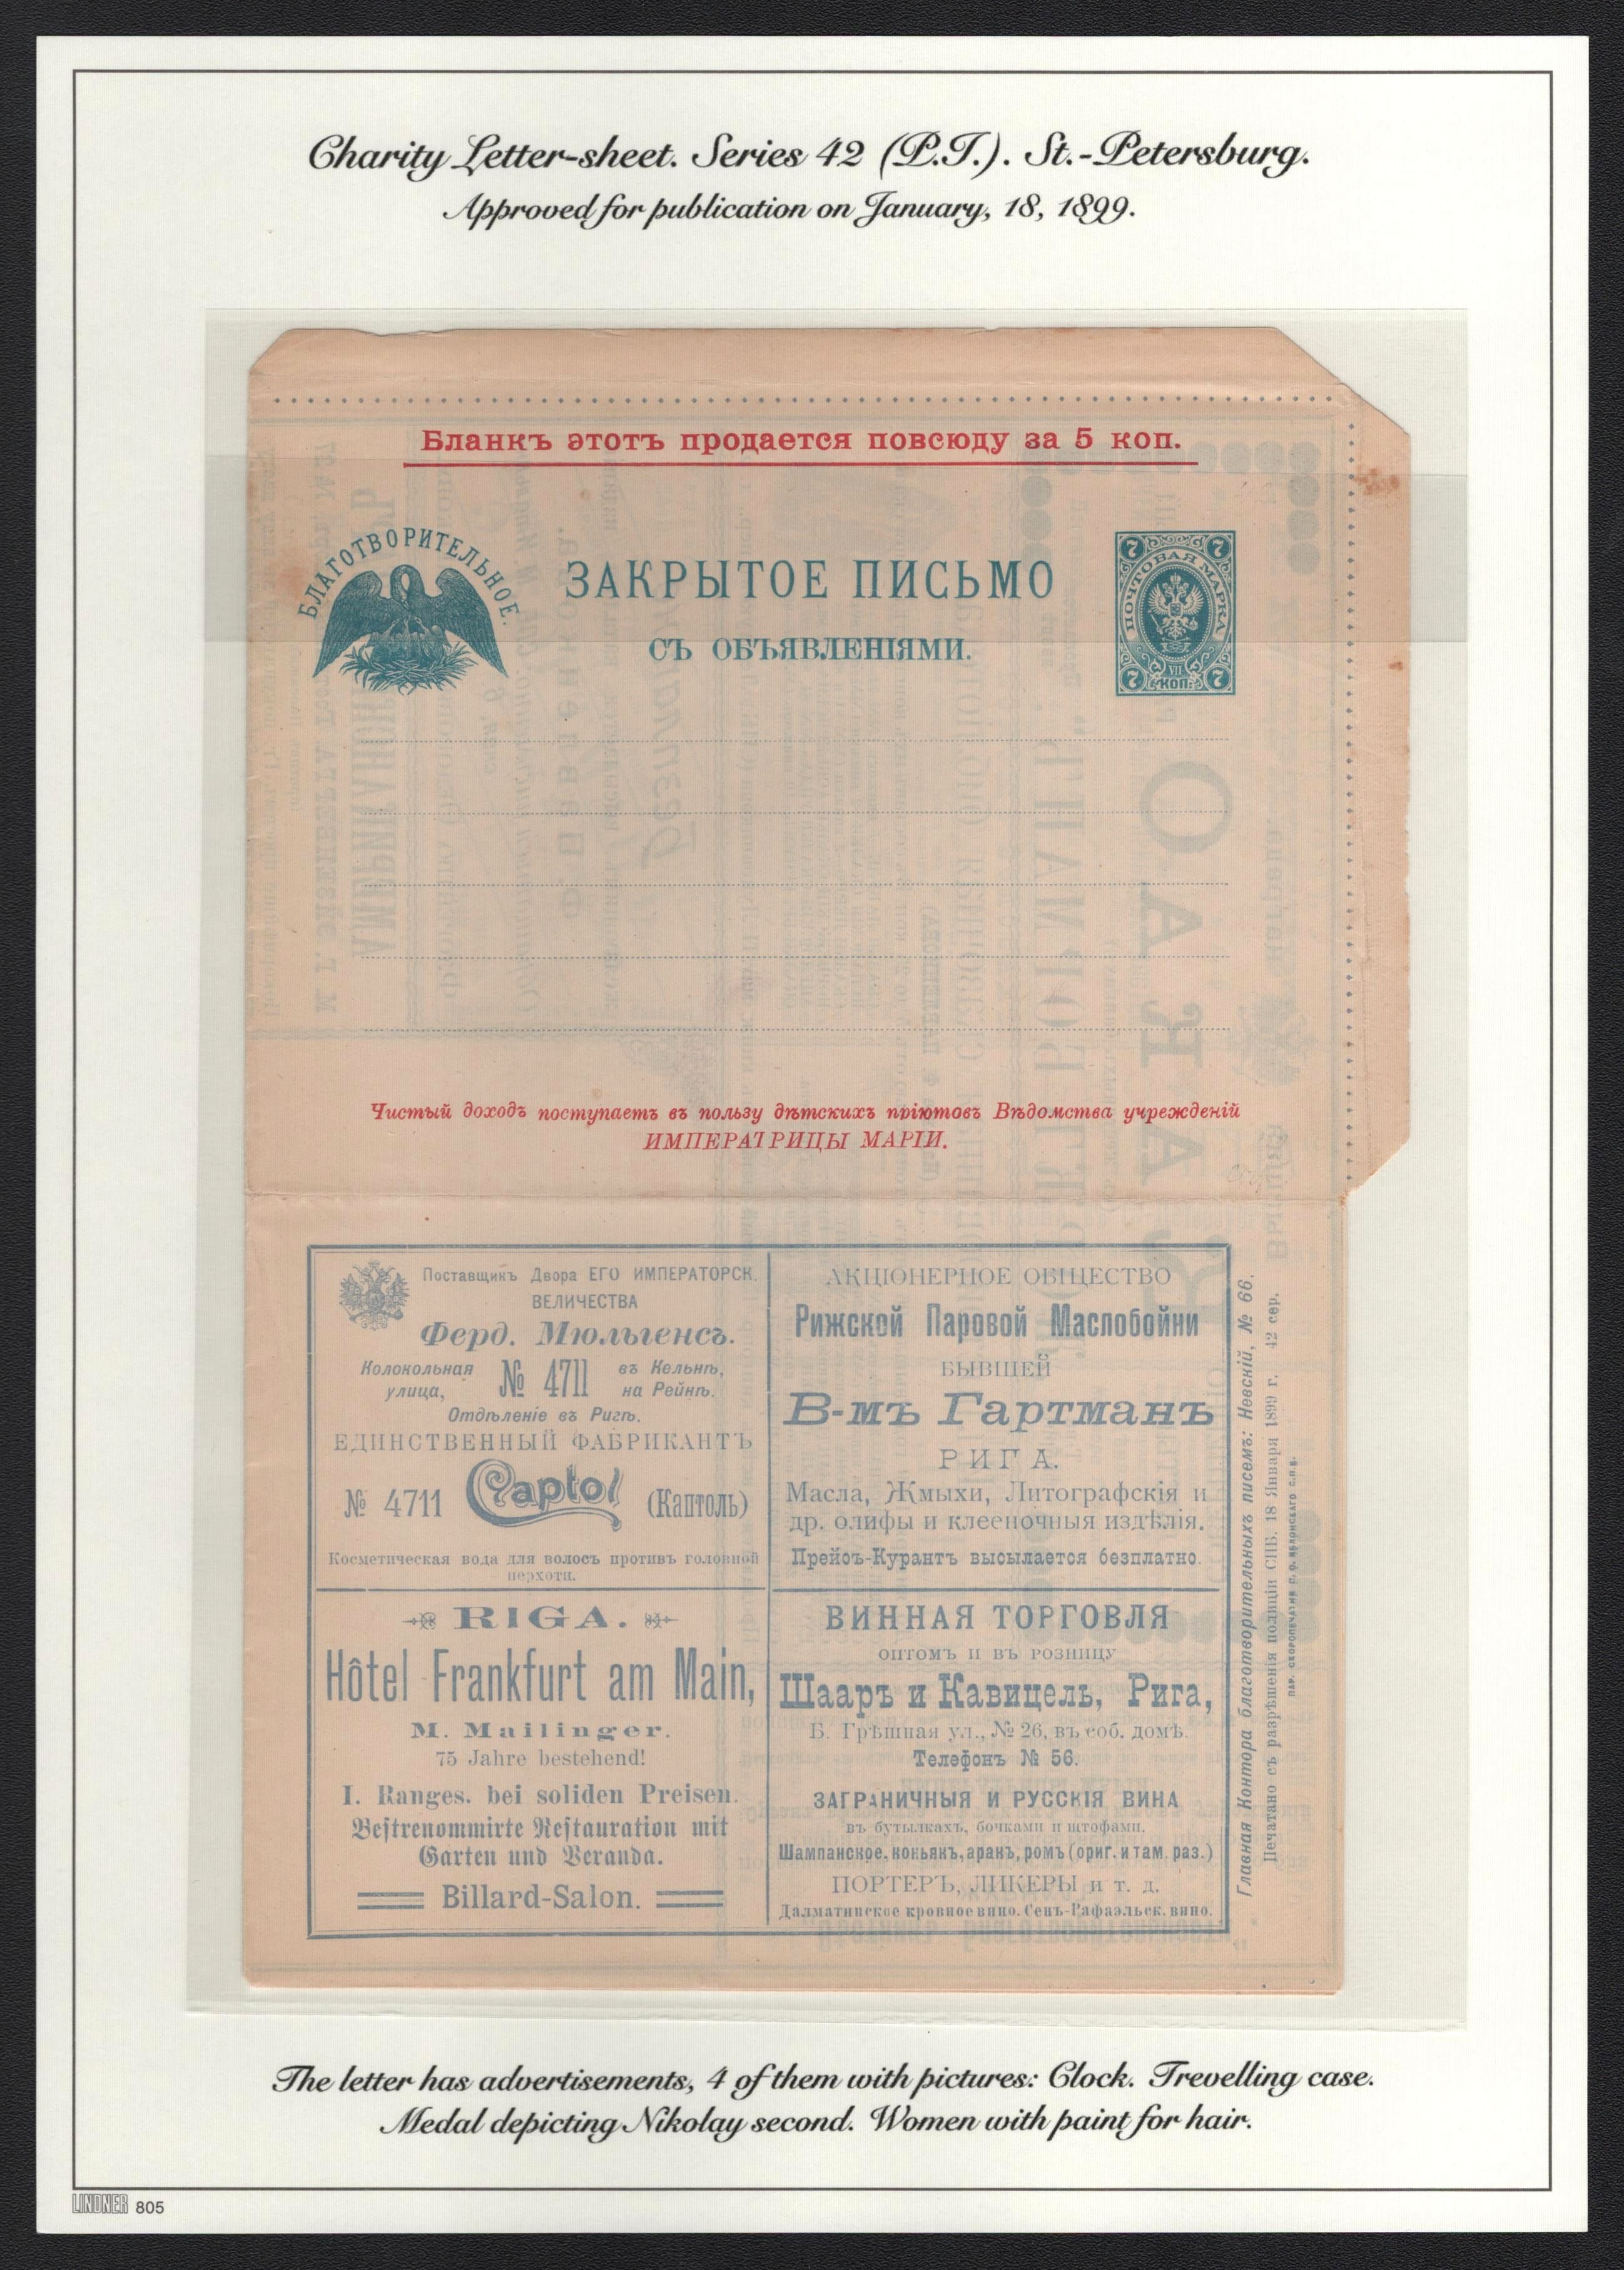 Charity Letter-sheet. Series 42 (P.T.). St.-Petersburg.
Approved for publication on January, 18, 1899.
Бланкъ этотъ продается повсюду за 5 коп.
БЛАГОТВОРИТЕЛЬНОЕ.
ЗАКРЫТОЕ ПИСЬМО
СЪ ОБЪЯВЛЕНІЯМИ.
7 7
ПОЧТОВАЯ МАРКА
VII
7 КОП. 7
Чистый доходъ поступаетъ въ пользу дѣтскихъ пріютовъ Вѣдомства учрежденій
ИМПЕРАТРИЦЫ МАРІИ.
Поставщикъ Двора ЕГО ИМПЕРАТОРСК.
ВЕЛИЧЕСТВА
Ферд. Мюльгенсъ.
Колокольная улица, № 4711 въ Кельнѣ, на Рейнѣ.
Отдѣленіе въ Ригѣ.
ЕДИНСТВЕННЫЙ ФАБРИКАНТЪ
№ 4711 Captol (Каптоль)
Косметическая вода для волосъ противъ головной
перхоти.
АКЦІОНЕРНОЕ ОБЩЕСТВО
Рижской Паровой Маслобойни
БЫВШЕЙ
В-мъ Гартманъ
РИГА.
Масла, Жмыхи, Литографскія и
др. олифы и клееночныя издѣлія.
Прейсъ-Курантъ высылается безплатно.
RIGA.
Hôtel Frankfurt am Main,
M. Mailinger.
75 Jahre bestehend!
I. Ranges. bei soliden Preisen.
Bestrenommirte Restauration mit
Garten und Veranda.
Billard-Salon.
ВИННАЯ ТОРГОВЛЯ
оптомъ и въ розницу
Шааръ и Кавицель, Рига,
Б. Грѣшная ул., № 26, въ соб. домѣ.
Телефонъ № 56.
ЗАГРАНИЧНЫЯ И РУССКІЯ ВИНА
въ бутылкахъ, бочками и штофами.
Шампанское, коньякъ, аракъ, ромъ (ориг. и там. раз.)
ПОРТЕРЪ, ЛИКЕРЫ и т. д.
Далматинское кровное вино. Сенъ-Рафаэльск. вино.
Главная Контора благотворительныхъ писемъ: Невскій, № 66.
Печатано съ разрѣшенія полиціи СПБ. 18 Января 1899 г. 42 сер.
ПАР. СКОРОПЕЧАТНЯ
The letter has advertisements, 4 of them with pictures: Clock. Trevelling case.
Medal depicting Nikolay second. Women with paint for hair.
LINDNER 805